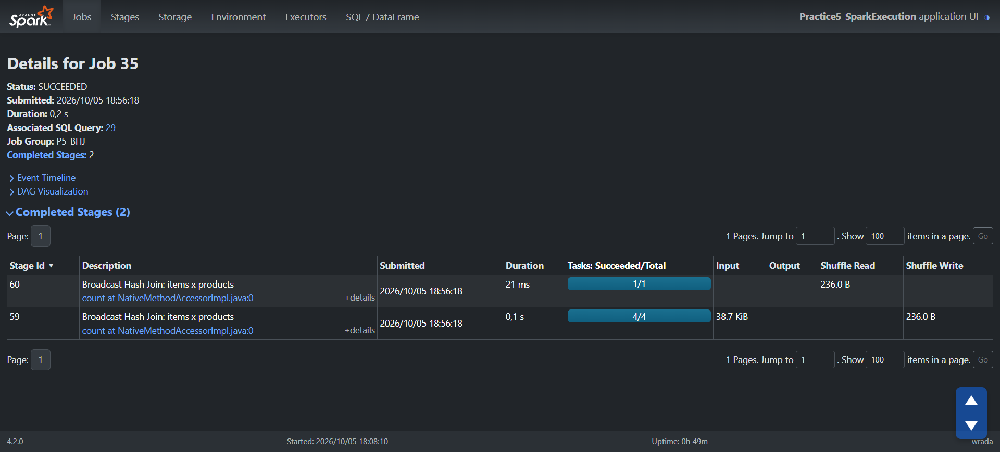 APACHE Spark™ Jobs Stages Storage Environment Executors SQL / DataFrame Practice5_SparkExecution application UI
Details for Job 35
Status: SUCCEEDED
Submitted: 2026/10/05 18:56:18
Duration: 0,2 s
Associated SQL Query: 29
Job Group: P5_BHJ
Completed Stages: 2
Event Timeline
DAG Visualization
Completed Stages (2)
Page: 1 1 Pages. Jump to 1 . Show 100 items in a page. Go
Stage Id ▼ Description Submitted Duration Tasks: Succeeded/Total Input Output Shuffle Read Shuffle Write
60 Broadcast Hash Join: items x products
count at NativeMethodAccessorImpl.java:0 +details 2026/10/05 18:56:18 21 ms 1/1 236.0 B
59 Broadcast Hash Join: items x products
count at NativeMethodAccessorImpl.java:0 +details 2026/10/05 18:56:18 0,1 s 4/4 38.7 KiB 236.0 B
Page: 1 1 Pages. Jump to 1 . Show 100 items in a page. Go
4.2.0 Started: 2026/10/05 18:08:10 Uptime: 0h 49m wrada